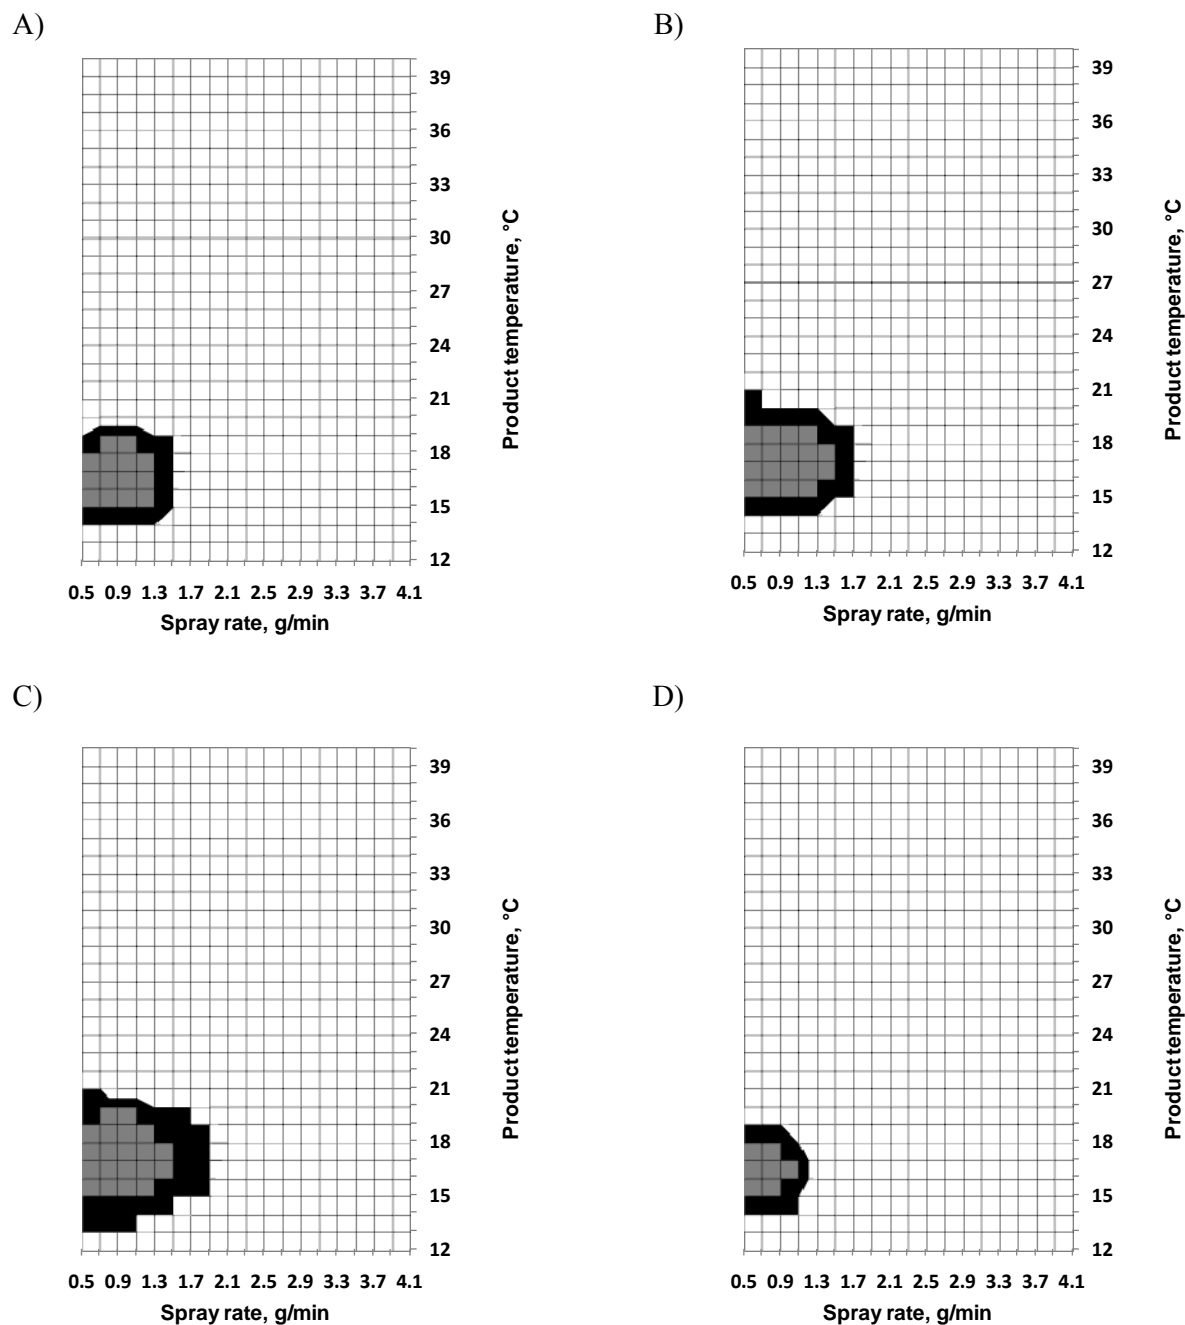 A)
39
36
33
30
27
24
21
18
15
12
Product temperature, °C
0.5 0.9 1.3 1.7 2.1 2.5 2.9 3.3 3.7 4.1
Spray rate, g/min
B)
39
36
33
30
27
24
21
18
15
12
Product temperature, °C
0.5 0.9 1.3 1.7 2.1 2.5 2.9 3.3 3.7 4.1
Spray rate, g/min
C)
39
36
33
30
27
24
21
18
15
12
Product temperature, °C
0.5 0.9 1.3 1.7 2.1 2.5 2.9 3.3 3.7 4.1
Spray rate, g/min
D)
39
36
33
30
27
24
21
18
15
12
Product temperature, °C
0.5 0.9 1.3 1.7 2.1 2.5 2.9 3.3 3.7 4.1
Spray rate, g/min